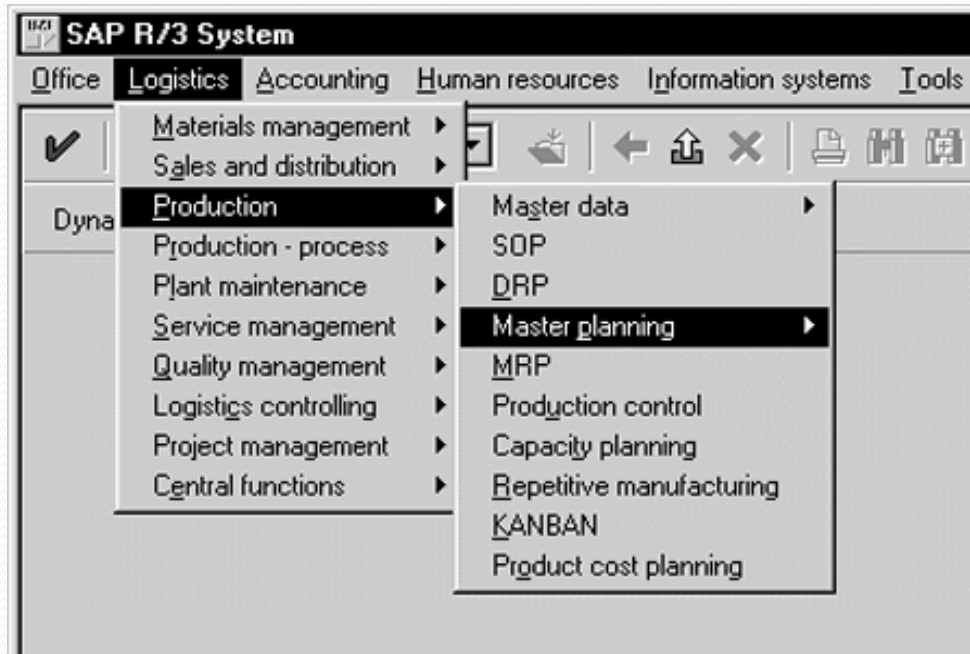 SAP R/3 System
Office Logistics Accounting Human resources Information systems Tools
Materials management
Sales and distribution
Production
Production - process
Plant maintenance
Service management
Quality management
Logistics controlling
Project management
Central functions
Dyna
Master data
SOP
DRP
Master planning
MRP
Production control
Capacity planning
Repetitive manufacturing
KANBAN
Product cost planning